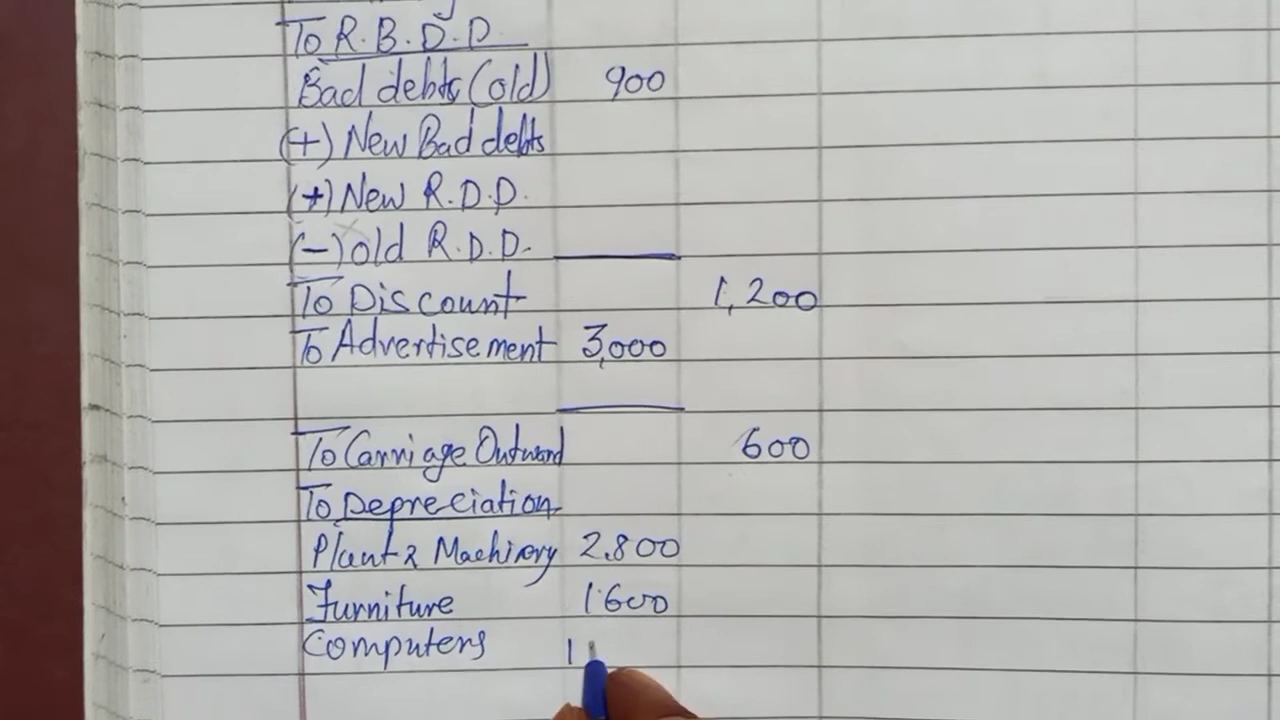 To R.B.D.D.
Bad debts (old) 900
(+) New Bad debts
(+) New R.D.D.
(-) old R.D.D.
To Discount 1,200
To Advertisement 3,000
To Carriage Outward 600
To Depreciation
Plant & Machinery 2,800
Furniture 1600
Computers 1